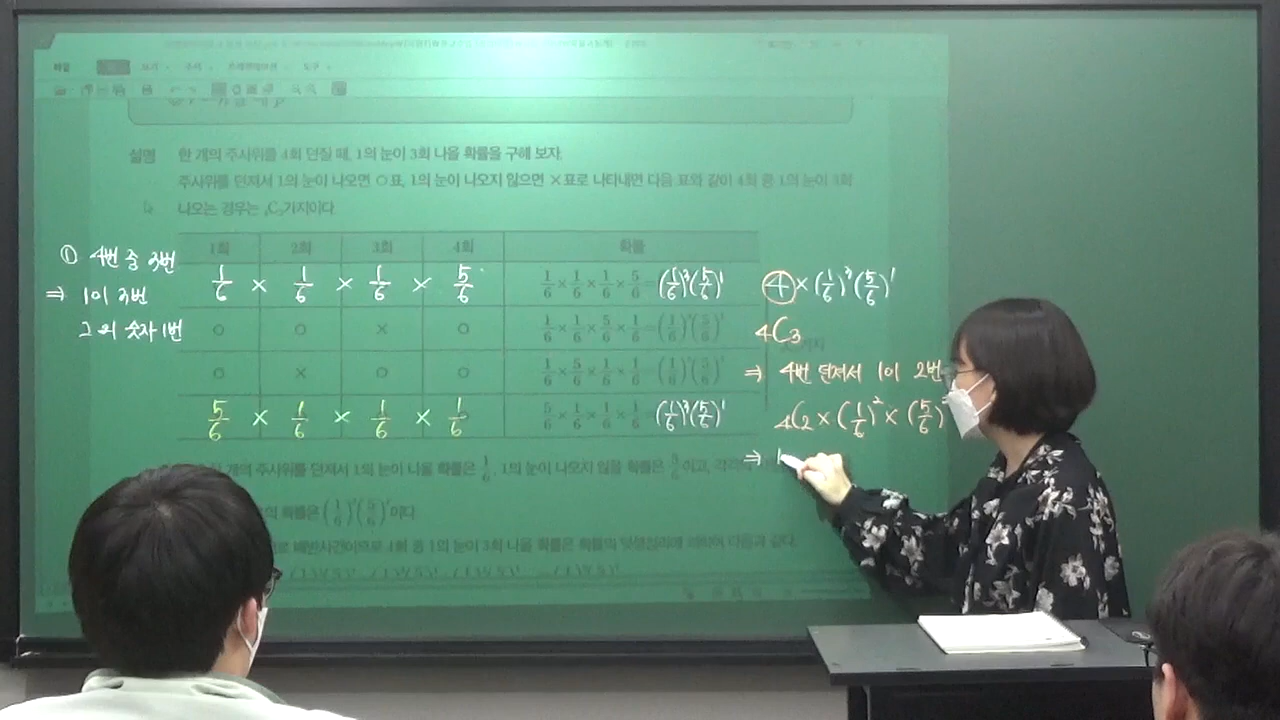 파일 보기 도구
설명 한 개의 주사위를 4회 던질 때, 1의 눈이 3회 나올 확률을 구해 보자.
주사위를 던져서 1의 눈이 나오면 ○표, 1의 눈이 나오지 않으면 ×표로 나타내면 다음 표와 같이 4회 중 1의 눈이 3회
나오는 경우는 ₄C₃가지이다
① 4번 중 3번
⇒ 1이 3번
그 외 숫자 1번
1회 2회 3회 4회 확률
1/6 × 1/6 × 1/6 × 5/6 1/6×1/6×1/6×5/6 (1/6)³(5/6)¹
○ ○ × ○ 1/6×1/6×5/6×1/6=(1/6)³(5/6)¹
○ × ○ ○ 1/6×5/6×1/6×1/6=(1/6)³(5/6)¹
5/6 × 1/6 × 1/6 × 1/6 5/6×1/6×1/6×1/6 (1/6)³(5/6)¹
④×(1/6)³(5/6)¹
₄C₃
⇒ 4번 던져서 1이 2번
₄C₂×(1/6)²×(5/6)
⇒ 1
개의 주사위를 던져서 1의 눈이 나올 확률은 1/6, 1의 눈이 나오지 않을 확률은 5/6이고, 각각의
의 확률은 (1/6)³(5/6)¹이다
배반사건이므로 4회 중 1의 눈이 3회 나올 확률은 확률의 덧셈정리에 의하여 다음과 같다.